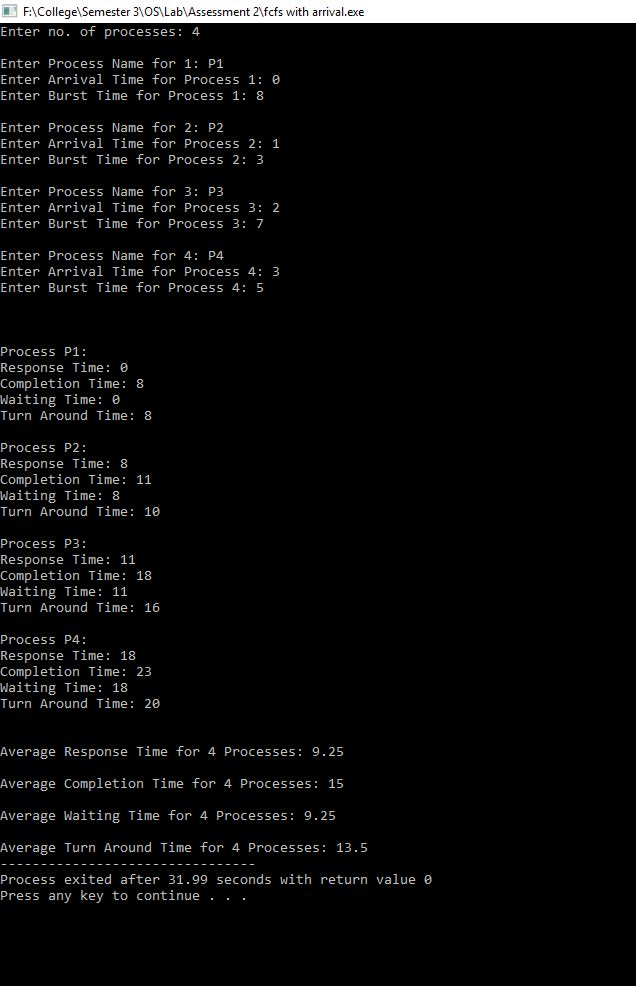 F:\College\Semester 3\OS\Lab\Assessment 2\fcfs with arrival.exe
Enter no. of processes: 4
Enter Process Name for 1: P1
Enter Arrival Time for Process 1: 0
Enter Burst Time for Process 1: 8
Enter Process Name for 2: P2
Enter Arrival Time for Process 2: 1
Enter Burst Time for Process 2: 3
Enter Process Name for 3: P3
Enter Arrival Time for Process 3: 2
Enter Burst Time for Process 3: 7
Enter Process Name for 4: P4
Enter Arrival Time for Process 4: 3
Enter Burst Time for Process 4: 5
Process P1:
Response Time: 0
Completion Time: 8
Waiting Time: 0
Turn Around Time: 8
Process P2:
Response Time: 8
Completion Time: 11
Waiting Time: 8
Turn Around Time: 10
Process P3:
Response Time: 11
Completion Time: 18
Waiting Time: 11
Turn Around Time: 16
Process P4:
Response Time: 18
Completion Time: 23
Waiting Time: 18
Turn Around Time: 20
Average Response Time for 4 Processes: 9.25
Average Completion Time for 4 Processes: 15
Average Waiting Time for 4 Processes: 9.25
Average Turn Around Time for 4 Processes: 13.5
--------------------------------
Process exited after 31.99 seconds with return value 0
Press any key to continue . . .